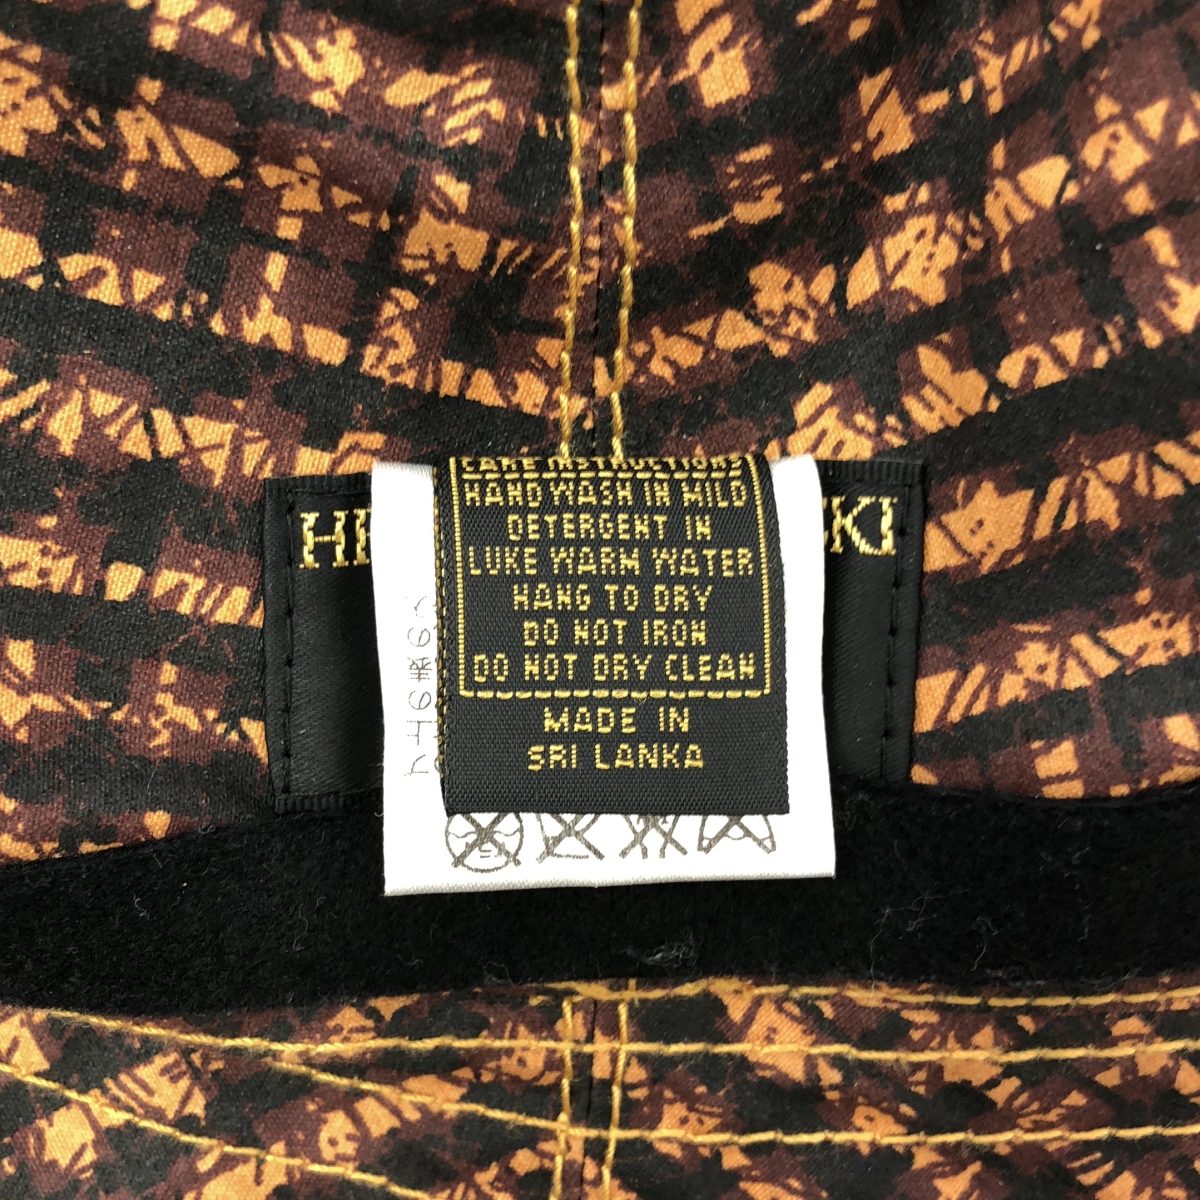 CARE INSTRUCTIONS
HAND WASH IN MILD
DETERGENT IN
LUKE WARM WATER
HANG TO DRY
DO NOT IRON
DO NOT DRY CLEAN
MADE IN
SRI LANKA